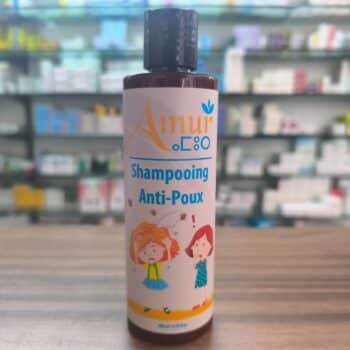 Amur
ⴰⵎⵓⵔ
Shampooing
Anti-Poux